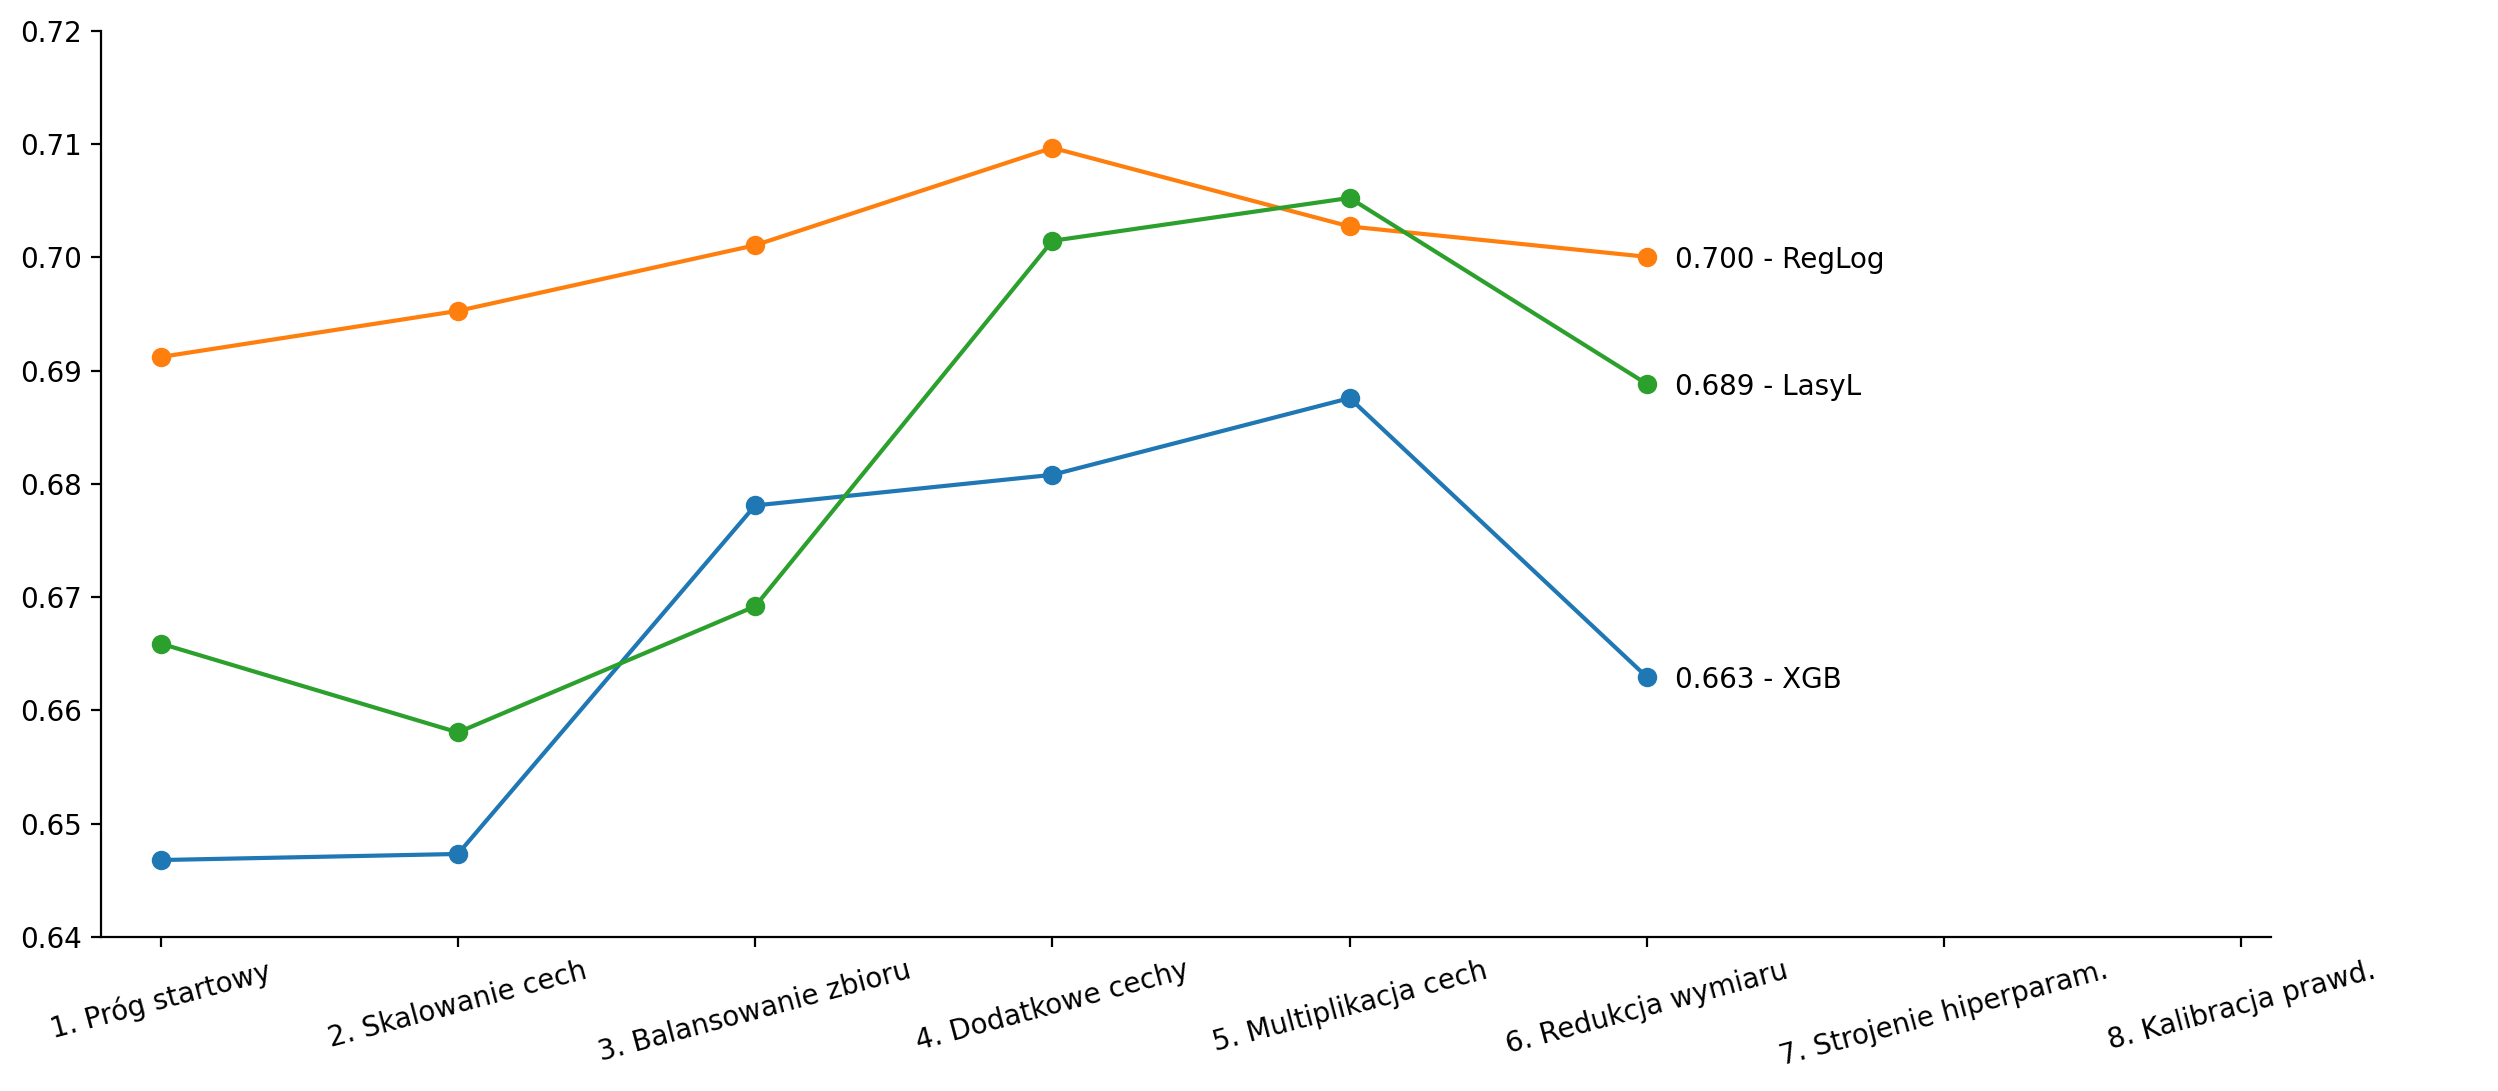 0.72
0.71
0.70
0.69
0.68
0.67
0.66
0.65
0.64
0.700 - RegLog
0.689 - LasyL
0.663 - XGB
1. Próg startowy
2. Skalowanie cech
3. Balansowanie zbioru
4. Dodatkowe cechy
5. Multiplikacja cech
6. Redukcja wymiaru
7. Strojenie hiperparam.
8. Kalibracja prawd.